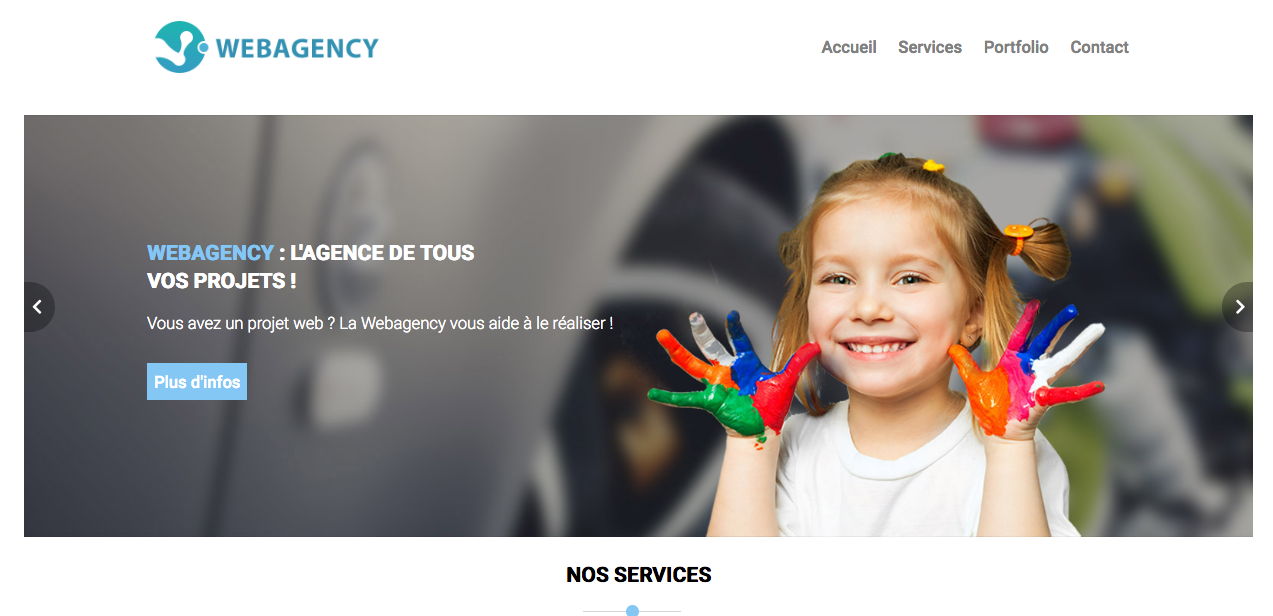 WEBAGENCY
Accueil Services Portfolio Contact
WEBAGENCY : L'AGENCE DE TOUS
VOS PROJETS !
Vous avez un projet web ? La Webagency vous aide à le réaliser !
Plus d'infos
NOS SERVICES